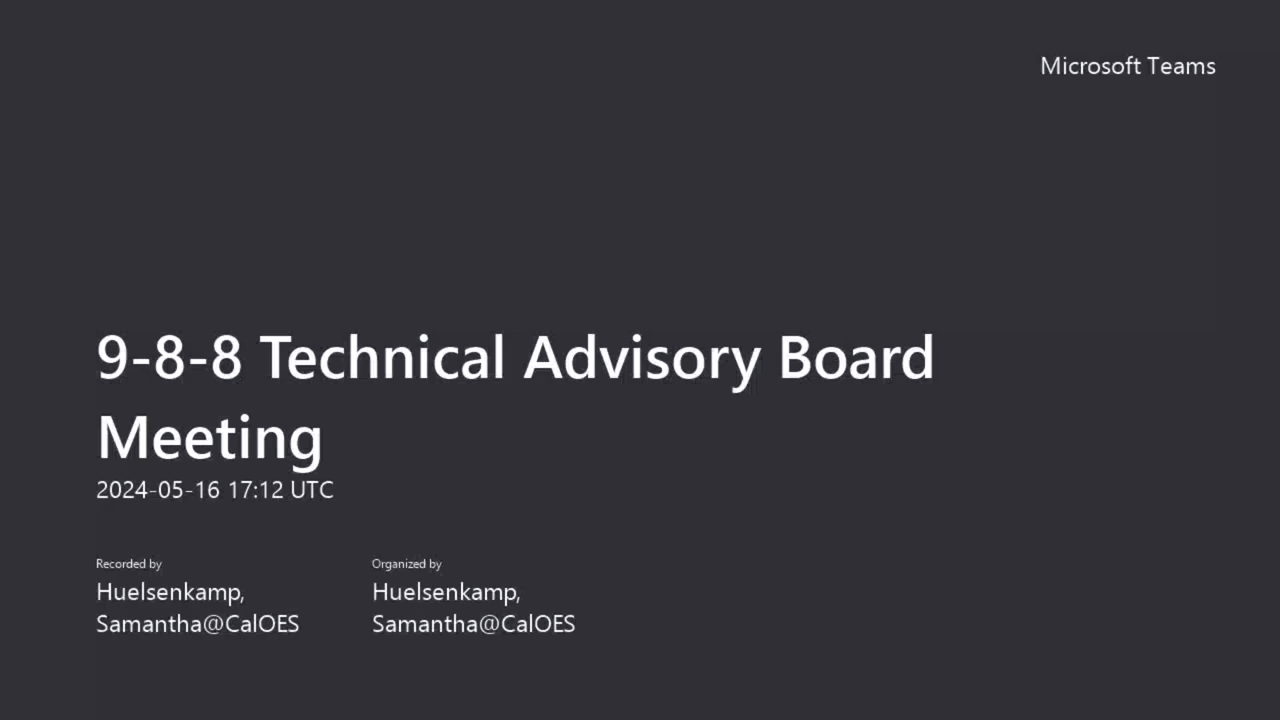 Microsoft Teams
9-8-8 Technical Advisory Board
Meeting
2024-05-16 17:12 UTC
Recorded by
Organized by
Huelsenkamp,
Samantha@CalOES
Huelsenkamp,
Samantha@CalOES